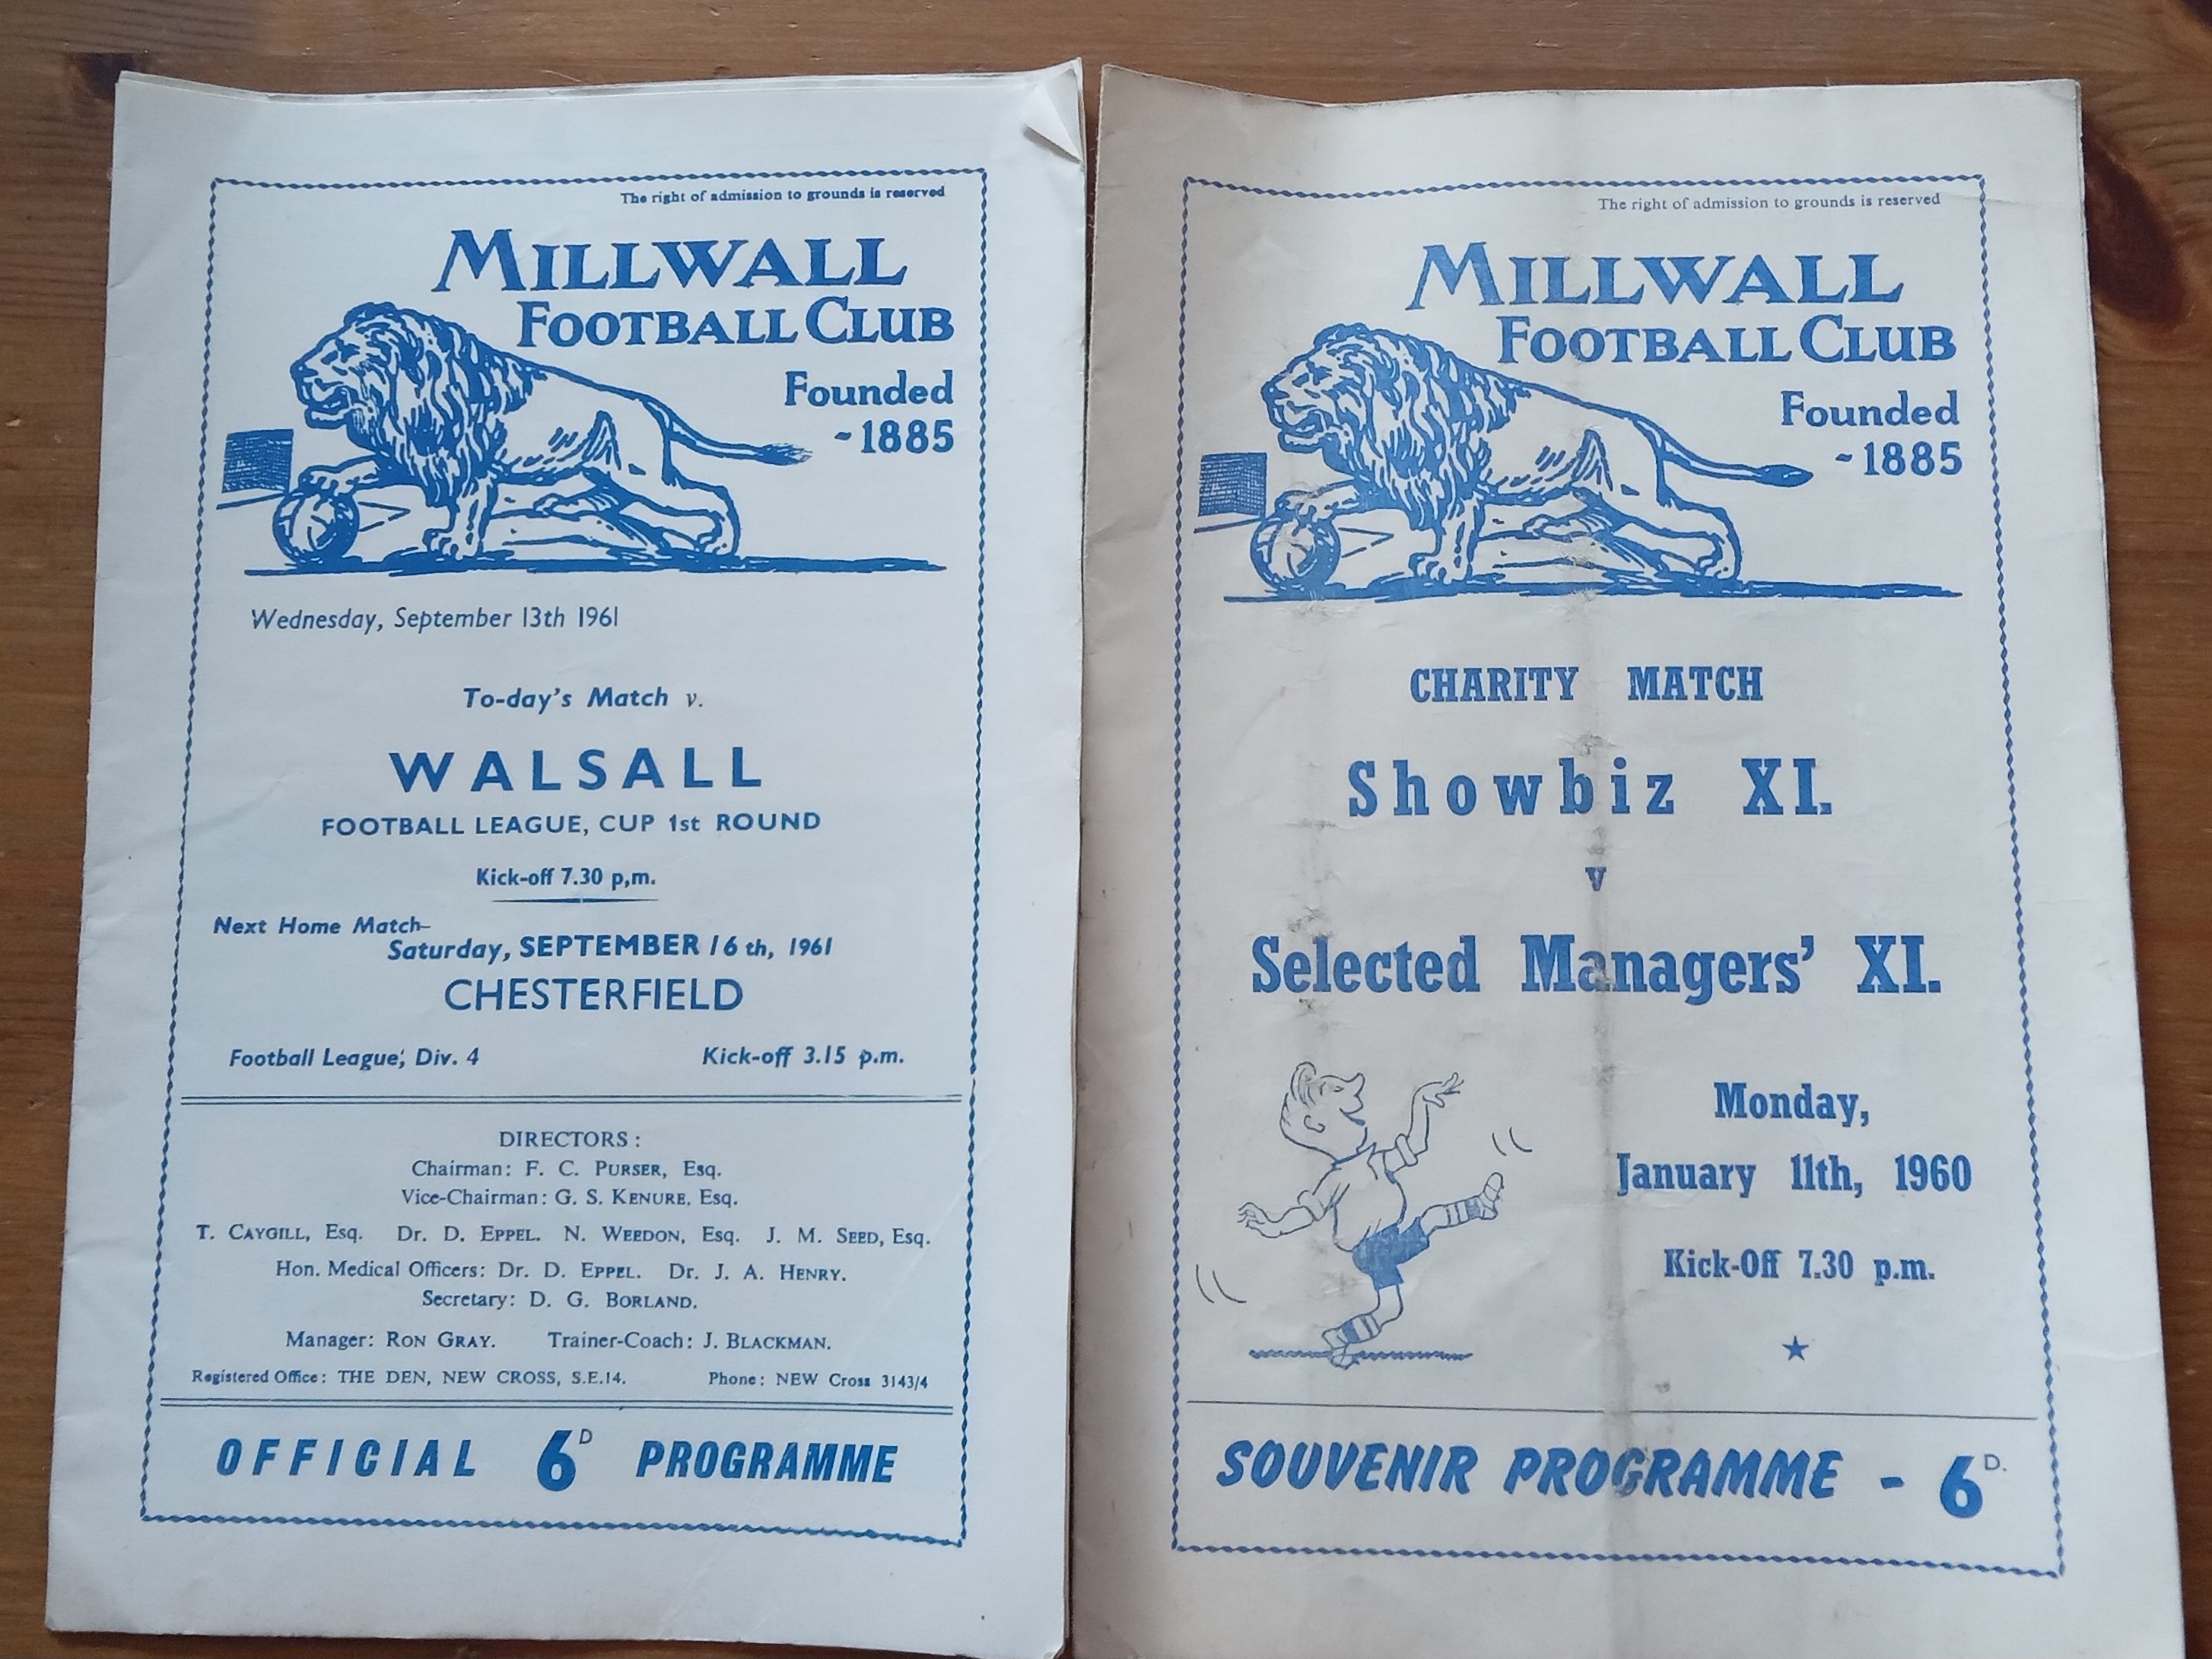 The right of admission to grounds is reserved
MILLWALL
FOOTBALL CLUB
Founded
~1885
Wednesday, September 13th 1961
To-day's Match v.
WALSALL
FOOTBALL LEAGUE, CUP 1st ROUND
Kick-off 7.30 p,m.
Next Home Match–
Saturday, SEPTEMBER 16th, 1961
CHESTERFIELD
Football League, Div. 4 Kick-off 3.15 p.m.
DIRECTORS :
Chairman: F. C. PURSER, Esq.
Vice-Chairman: G. S. KENURE, Esq.
T. CAYGILL, Esq. Dr. D. EPPEL. N. WEEDON, Esq. J. M. SEED, Esq.
Hon. Medical Officers: Dr. D. EPPEL. Dr. J. A. HENRY.
Secretary: D. G. BORLAND.
Manager: RON GRAY. Trainer-Coach: J. BLACKMAN.
Registered Office: THE DEN, NEW CROSS, S.E.14. Phone: NEW Cross 3143/4
OFFICIAL 6D PROGRAMME
The right of admission to grounds is reserved
MILLWALL
FOOTBALL CLUB
Founded
~1885
CHARITY MATCH
Showbiz XI.
v
Selected Managers' XI.
Monday,
January 11th, 1960
Kick-Off 7.30 p.m.
SOUVENIR PROGRAMME - 6D.